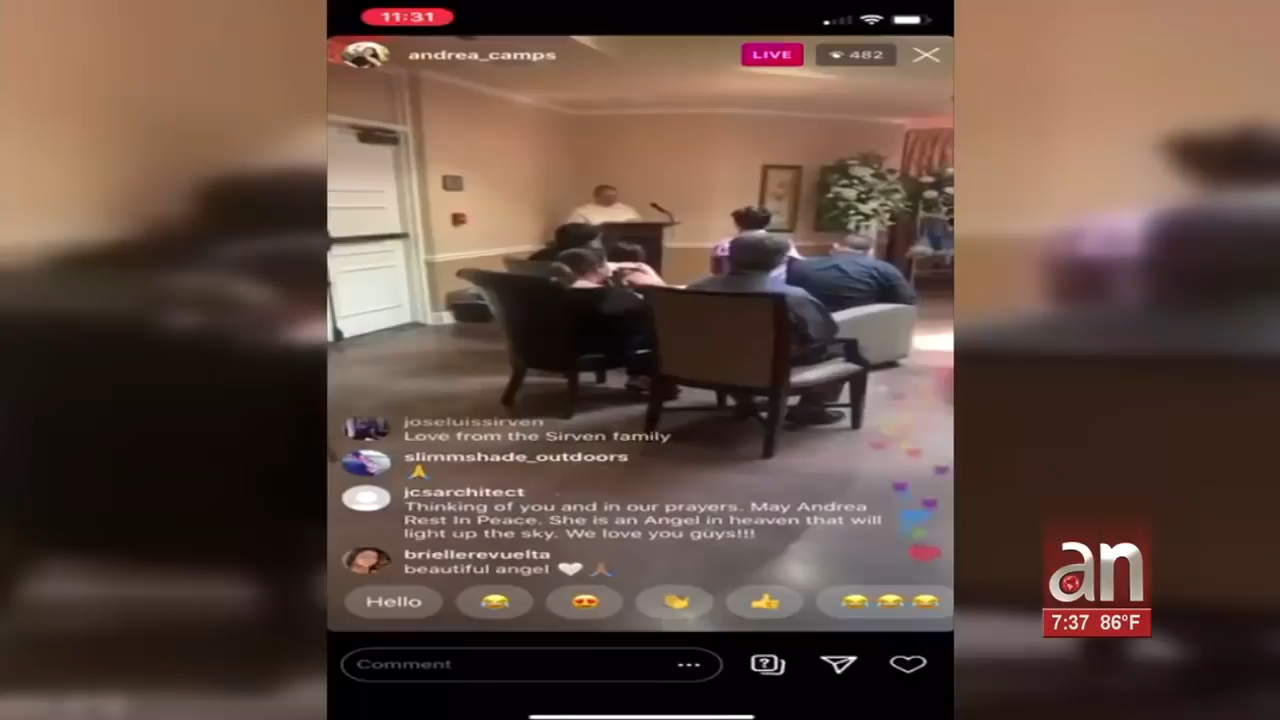 11:31
andrea_camps
LIVE
482
joseluissirven
Love from the Sirven family
slimmshade_outdoors
jcsarchitect
Thinking of you and in our prayers. May Andrea
Rest In Peace. She is an Angel in heaven that will
light up the sky. We love you guys!!!
briellerevuelta
beautiful angel
Hello
Comment
an
7:37 86°F